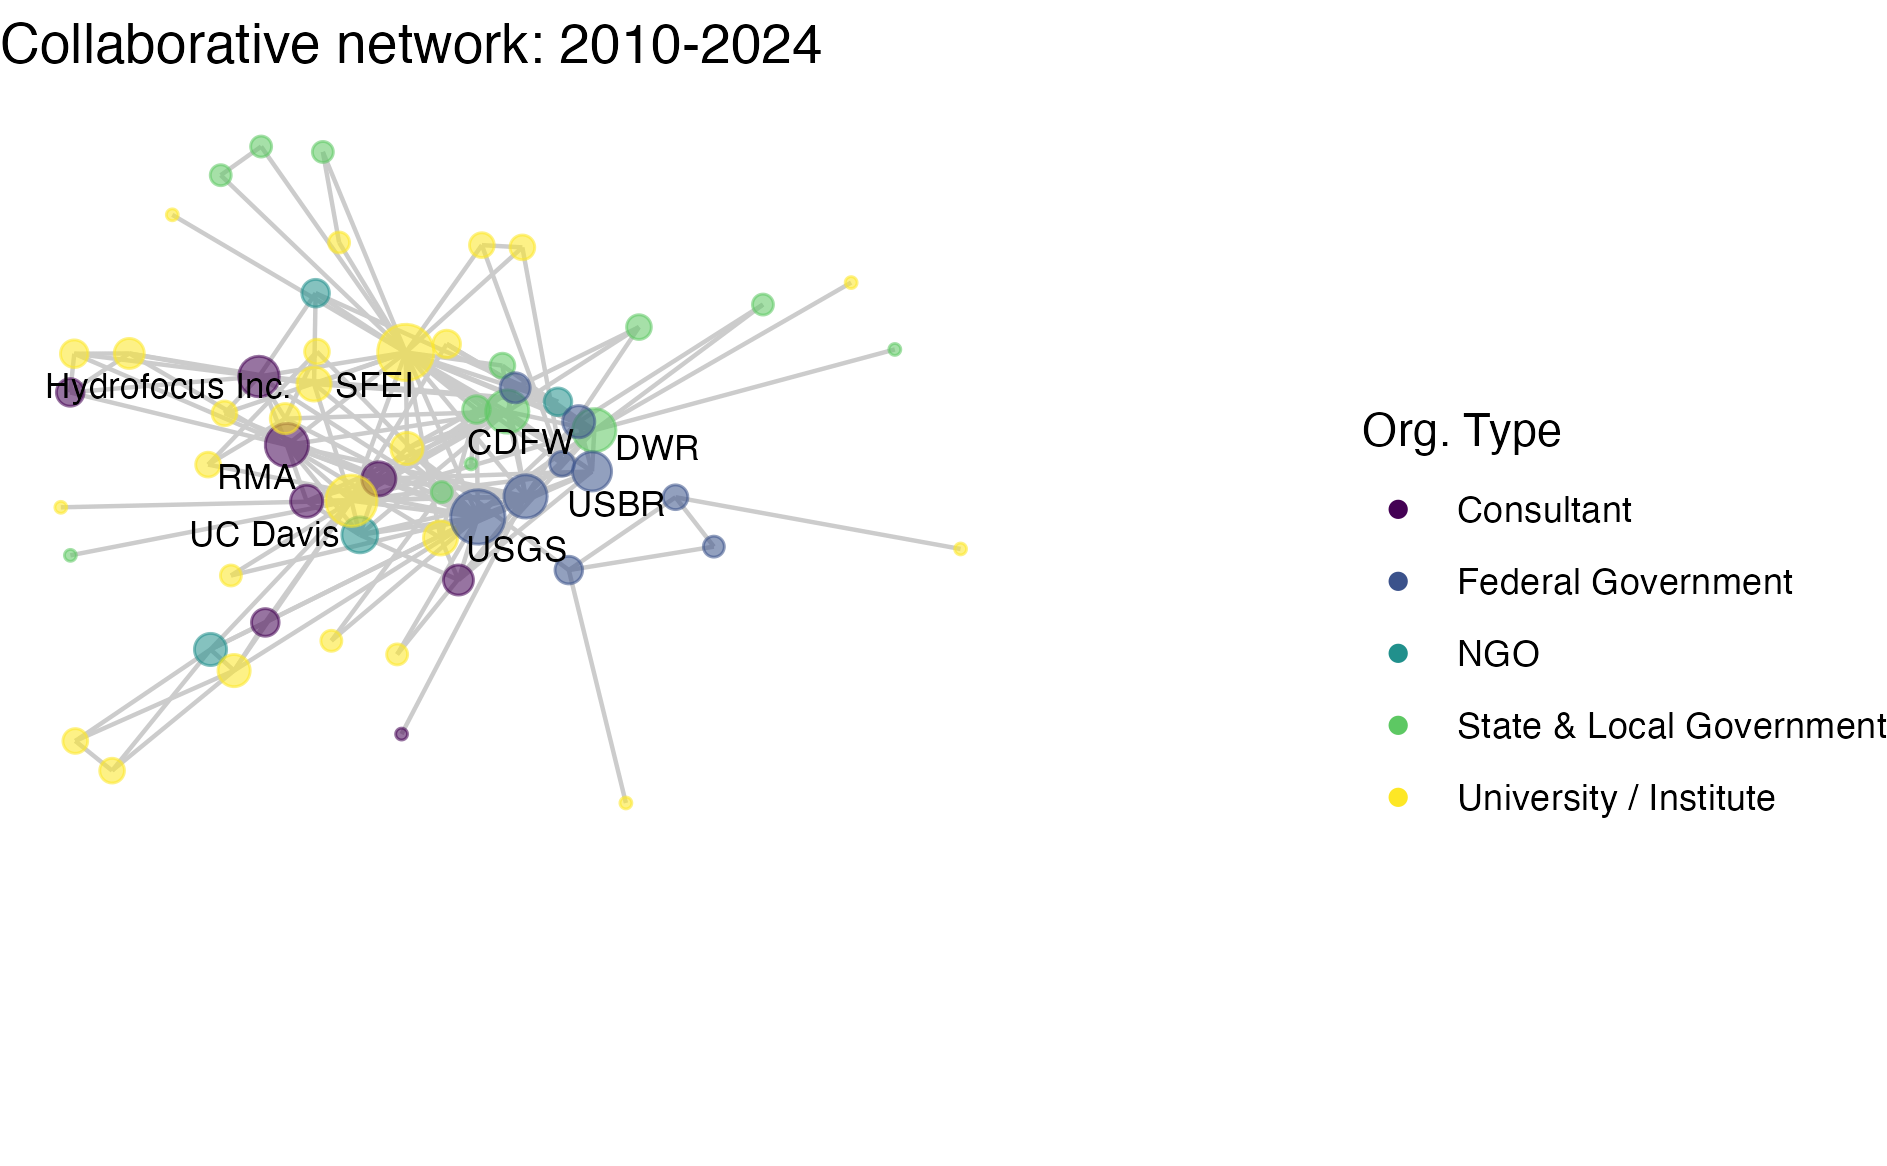 Collaborative network: 2010-2024
Hydrofocus Inc.
SFEI
CDFW
DWR
RMA
USBR
UC Davis
USGS
Org. Type
Consultant
Federal Government
NGO
State & Local Government
University / Institute